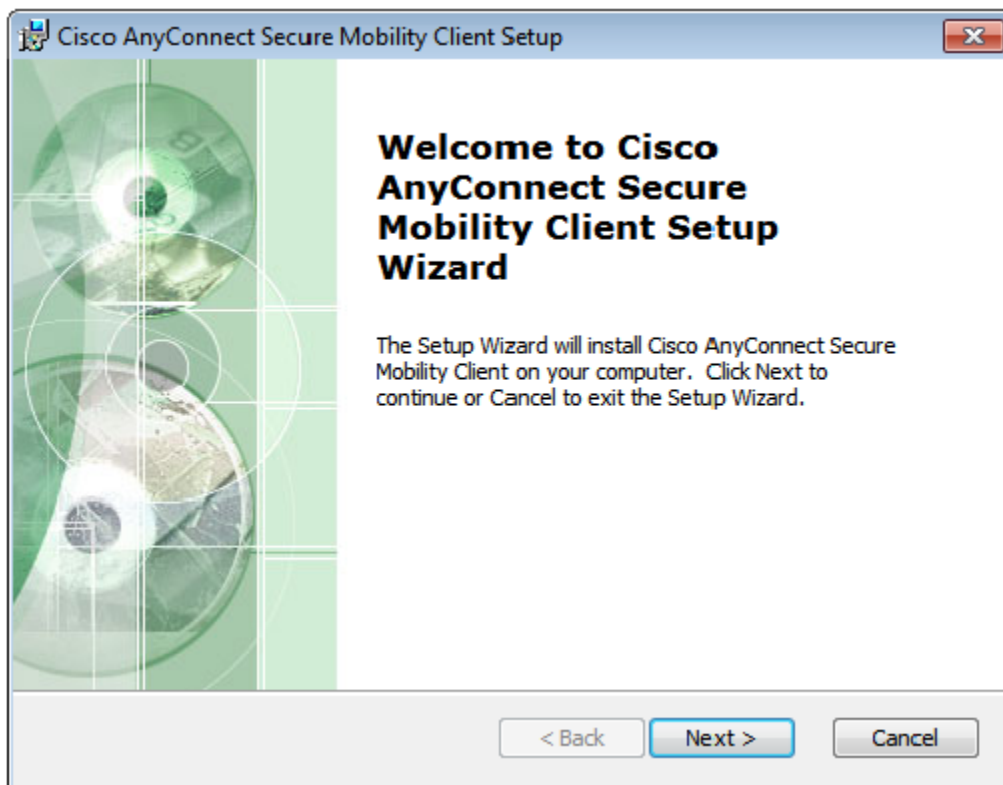 Cisco AnyConnect Secure Mobility Client Setup
Welcome to Cisco
AnyConnect Secure
Mobility Client Setup
Wizard
The Setup Wizard will install Cisco AnyConnect Secure
Mobility Client on your computer.  Click Next to
continue or Cancel to exit the Setup Wizard.
< Back
Next >
Cancel